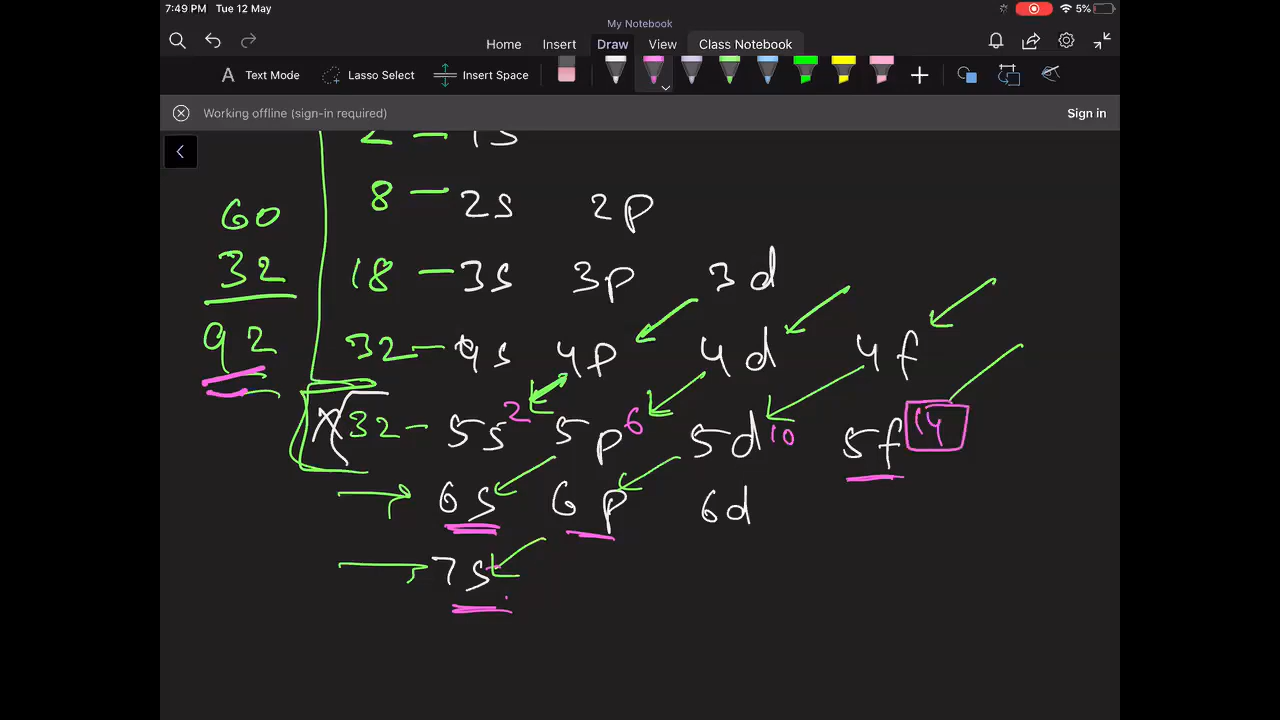 7:49 PM Tue 12 May
5%
My Notebook
Home Insert Draw View Class Notebook
Text Mode Lasso Select Insert Space
Working offline (sign-in required) Sign in
2 — 1s
60 8 — 2s 2p
32 18 — 3s 3p 3d
92 32 — 4s 4p 4d 4f
32 — 5s2 5p6 5d10 5f 14
6s 6p 6d
7s